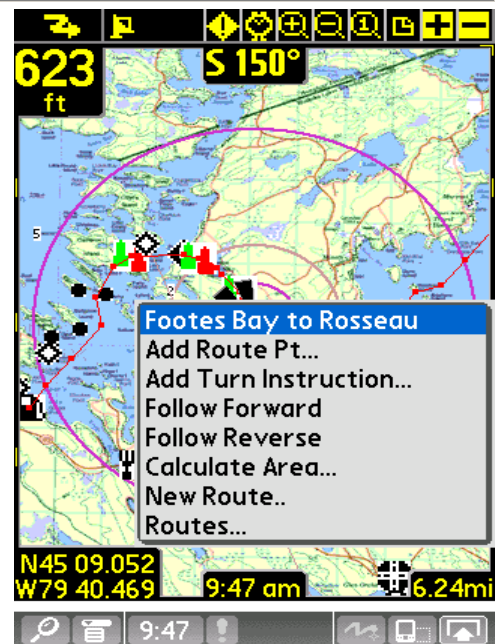 1
623
ft
S 150°
5
2
Footes Bay to Rosseau
Add Route Pt...
Add Turn Instruction...
Follow Forward
Follow Reverse
Calculate Area...
New Route..
Routes...
N45 09.052
W79 40.469
9:47 am
6.24mi
9:47